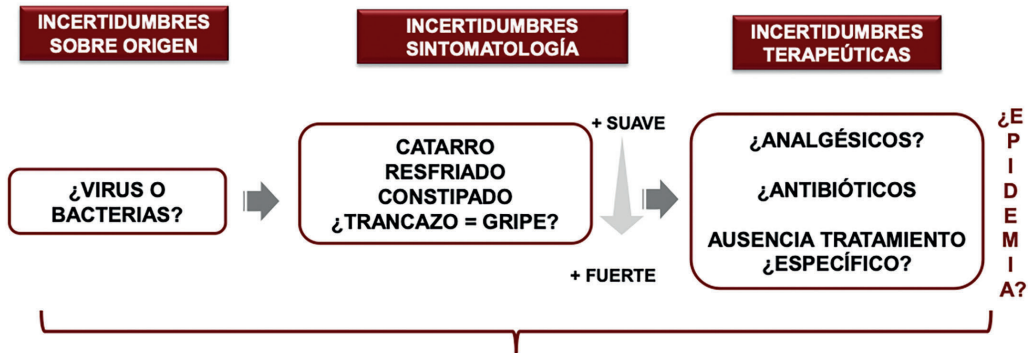 INCERTIDUMBRES
SOBRE ORIGEN
INCERTIDUMBRES
SINTOMATOLOGÍA
INCERTIDUMBRES
TERAPEÚTICAS
¿VIRUS O
BACTERIAS?
CATARRO
RESFRIADO
CONSTIPADO
¿TRANCAZO = GRIPE?
+ SUAVE
+ FUERTE
¿ANALGÉSICOS?
¿ANTIBIÓTICOS
AUSENCIA TRATAMIENTO
¿ESPECÍFICO?
¿EPIDEMIA?